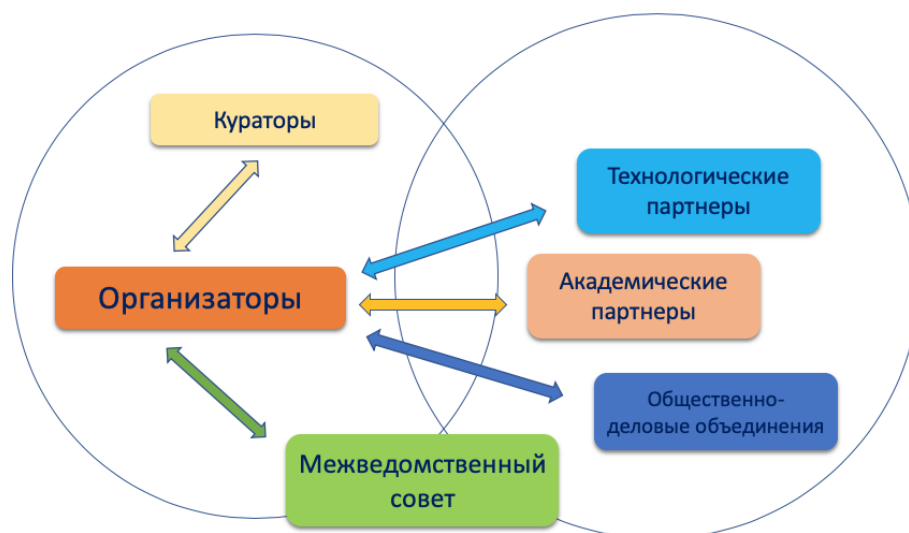 Кураторы
Технологические
партнеры
Организаторы
Академические
партнеры
Общественно-
деловые объединения
Межведомственный
совет